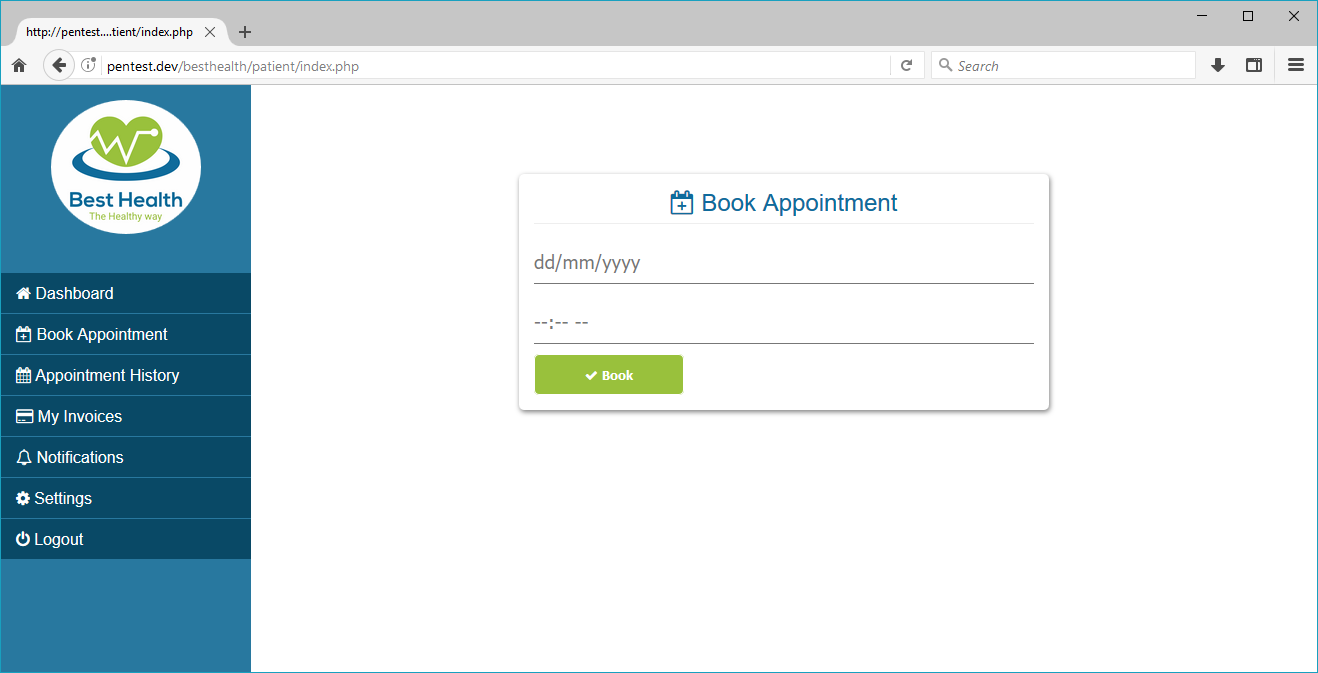 http://pentest....tient/index.php
pentest.dev/besthealth/patient/index.php
Search
Best Health
The Healthy way
Dashboard
Book Appointment
Appointment History
My Invoices
Notifications
Settings
Logout
Book Appointment
dd/mm/yyyy
--:-- --
Book